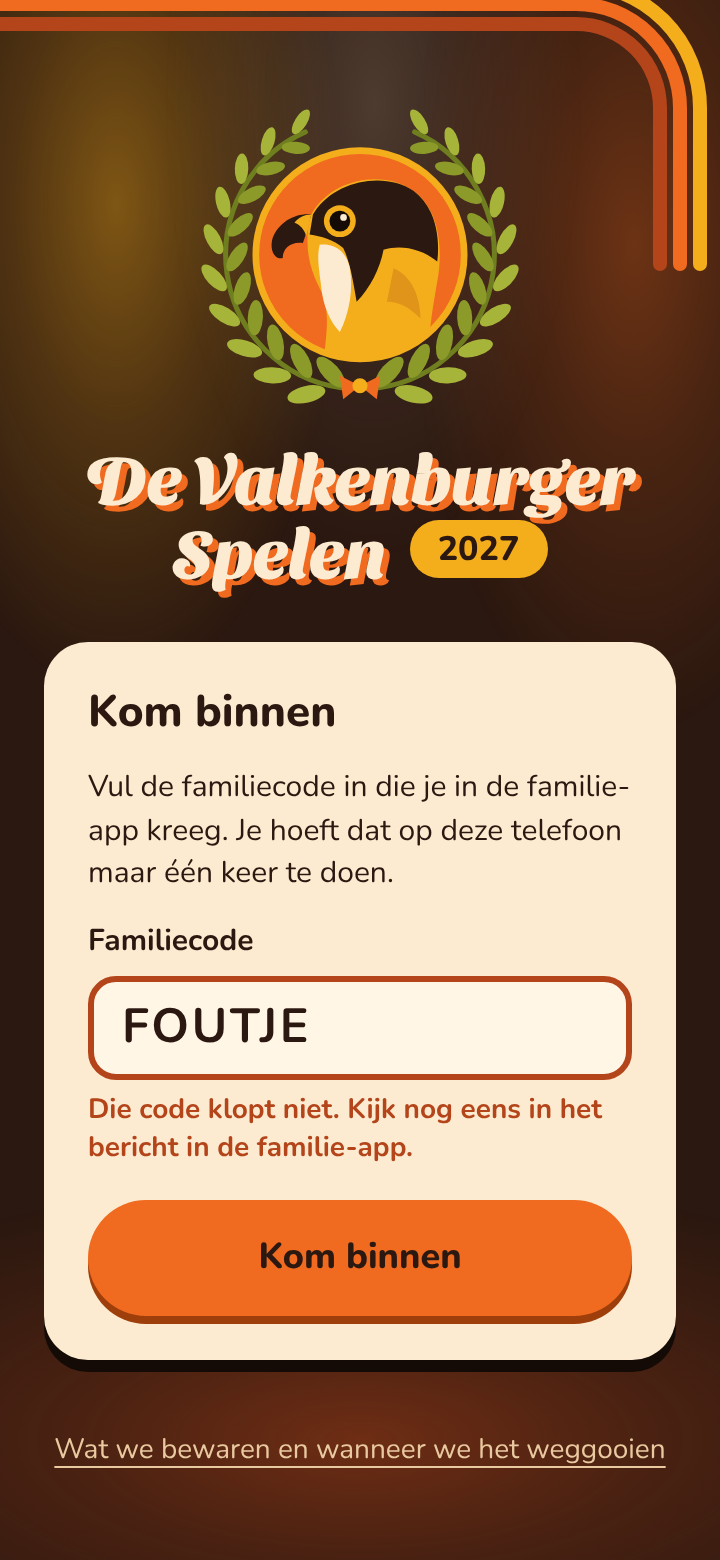 De Valkenburger
Spelen 2027
Kom binnen
Vul de familiecode in die je in de familie-
app kreeg. Je hoeft dat op deze telefoon
maar één keer te doen.
Familiecode
FOUTJE
Die code klopt niet. Kijk nog eens in het
bericht in de familie-app.
Kom binnen
Wat we bewaren en wanneer we het weggooien